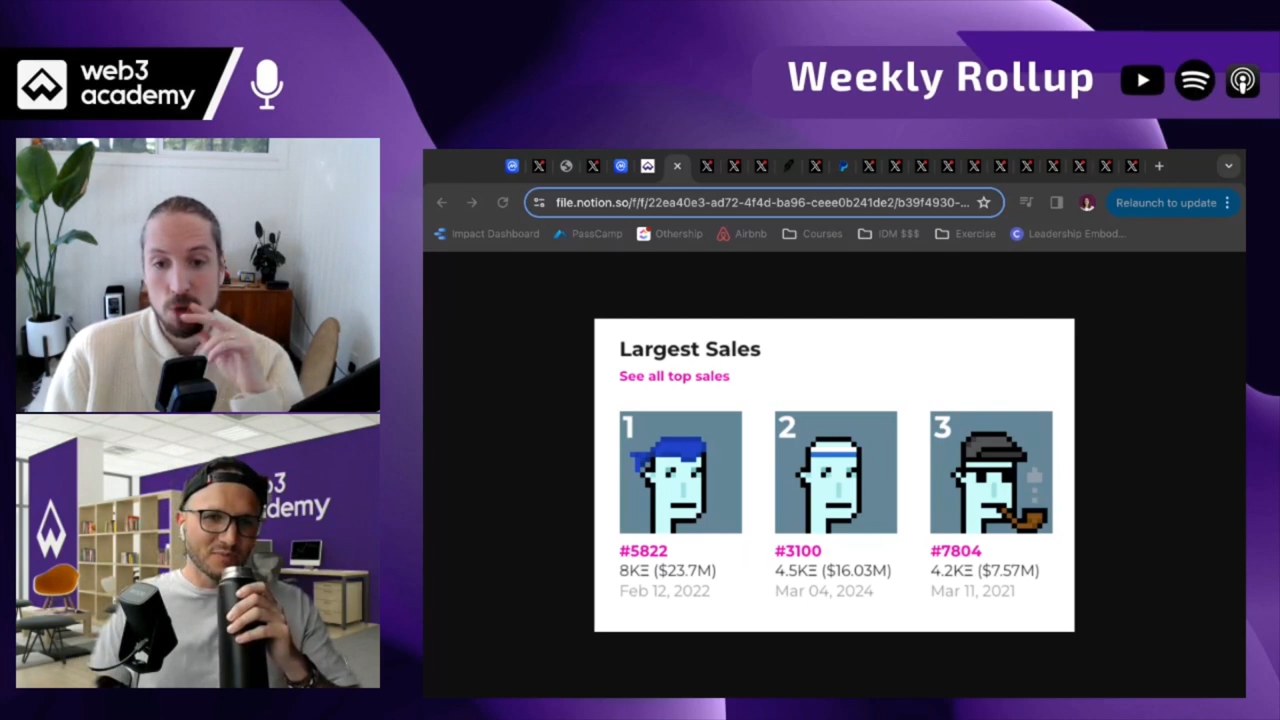 web3
academy
Weekly Rollup
file.notion.so/f/f/22ea40e3-ad72-4f4d-ba96-ceee0b241de2/b39f4930-...
Relaunch to update
Impact Dashboard
PassCamp
Othership
Airbnb
Courses
IDM $$$
Exercise
Leadership Embod...
Largest Sales
See all top sales
1
2
3
#5822
#3100
#7804
8KΞ ($23.7M)
4.5KΞ ($16.03M)
4.2KΞ ($7.57M)
Feb 12, 2022
Mar 04, 2024
Mar 11, 2021
b3
demy